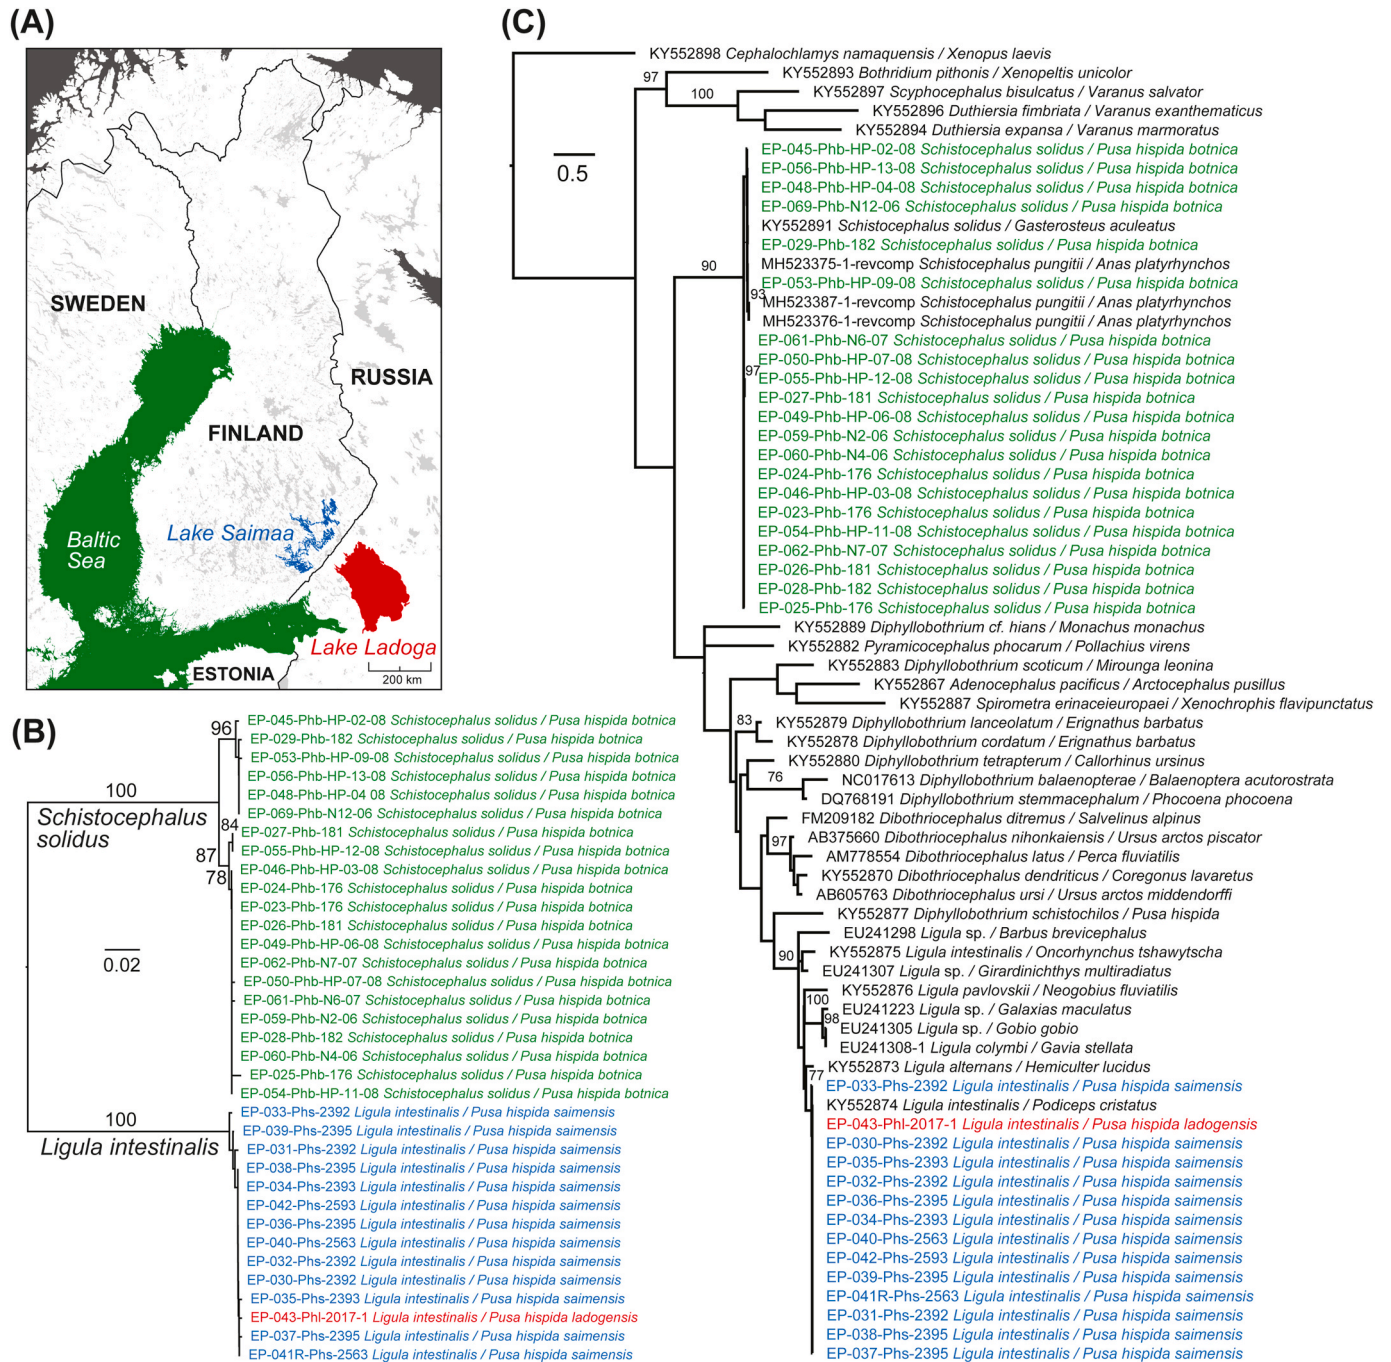 (A)
SWEDEN
RUSSIA
FINLAND
Baltic
Sea
Lake Saimaa
Lake Ladoga
ESTONIA
200 km
(B)
100
Schistocephalus
solidus
96
84
87
78
0.02
100
Ligula intestinalis
EP-045-Phb-HP-02-08 Schistocephalus solidus / Pusa hispida botnica
EP-029-Phb-182 Schistocephalus solidus / Pusa hispida botnica
EP-053-Phb-HP-09-08 Schistocephalus solidus / Pusa hispida botnica
EP-056-Phb-HP-13-08 Schistocephalus solidus / Pusa hispida botnica
EP-048-Phb-HP-04 08 Schistocephalus solidus / Pusa hispida botnica
EP-069-Phb-N12-06 Schistocephalus solidus / Pusa hispida botnica
EP-027-Phb-181 Schistocephalus solidus / Pusa hispida botnica
EP-055-Phb-HP-12-08 Schistocephalus solidus / Pusa hispida botnica
EP-046-Phb-HP-03-08 Schistocephalus solidus / Pusa hispida botnica
EP-024-Phb-176 Schistocephalus solidus / Pusa hispida botnica
EP-023-Phb-176 Schistocephalus solidus / Pusa hispida botnica
EP-026-Phb-181 Schistocephalus solidus / Pusa hispida botnica
EP-049-Phb-HP-06-08 Schistocephalus solidus / Pusa hispida botnica
EP-062-Phb-N7-07 Schistocephalus solidus / Pusa hispida botnica
EP-050-Phb-HP-07-08 Schistocephalus solidus / Pusa hispida botnica
EP-061-Phb-N6-07 Schistocephalus solidus / Pusa hispida botnica
EP-059-Phb-N2-06 Schistocephalus solidus / Pusa hispida botnica
EP-028-Phb-182 Schistocephalus solidus / Pusa hispida botnica
EP-060-Phb-N4-06 Schistocephalus solidus / Pusa hispida botnica
EP-025-Phb-176 Schistocephalus solidus / Pusa hispida botnica
EP-054-Phb-HP-11-08 Schistocephalus solidus / Pusa hispida botnica
EP-033-Phs-2392 Ligula intestinalis / Pusa hispida saimensis
EP-039-Phs-2395 Ligula intestinalis / Pusa hispida saimensis
EP-031-Phs-2392 Ligula intestinalis / Pusa hispida saimensis
EP-038-Phs-2395 Ligula intestinalis / Pusa hispida saimensis
EP-034-Phs-2393 Ligula intestinalis / Pusa hispida saimensis
EP-042-Phs-2593 Ligula intestinalis / Pusa hispida saimensis
EP-036-Phs-2395 Ligula intestinalis / Pusa hispida saimensis
EP-040-Phs-2563 Ligula intestinalis / Pusa hispida saimensis
EP-032-Phs-2392 Ligula intestinalis / Pusa hispida saimensis
EP-030-Phs-2392 Ligula intestinalis / Pusa hispida saimensis
EP-035-Phs-2393 Ligula intestinalis / Pusa hispida saimensis
EP-043-Phl-2017-1 Ligula intestinalis / Pusa hispida ladogensis
EP-037-Phs-2395 Ligula intestinalis / Pusa hispida saimensis
EP-041R-Phs-2563 Ligula intestinalis / Pusa hispida saimensis
(C)
0.5
97
100
90
93
97
83
76
97
90
100
98
77
KY552898 Cephalochlamys namaquensis / Xenopus laevis
KY552893 Bothridium pithonis / Xenopeltis unicolor
KY552897 Scyphocephalus bisulcatus / Varanus salvator
KY552896 Duthiersia fimbriata / Varanus exanthematicus
KY552894 Duthiersia expansa / Varanus marmoratus
EP-045-Phb-HP-02-08 Schistocephalus solidus / Pusa hispida botnica
EP-056-Phb-HP-13-08 Schistocephalus solidus / Pusa hispida botnica
EP-048-Phb-HP-04-08 Schistocephalus solidus / Pusa hispida botnica
EP-069-Phb-N12-06 Schistocephalus solidus / Pusa hispida botnica
KY552891 Schistocephalus solidus / Gasterosteus aculeatus
EP-029-Phb-182 Schistocephalus solidus / Pusa hispida botnica
MH523375-1-revcomp Schistocephalus pungitii / Anas platyrhynchos
EP-053-Phb-HP-09-08 Schistocephalus solidus / Pusa hispida botnica
MH523387-1-revcomp Schistocephalus pungitii / Anas platyrhynchos
MH523376-1-revcomp Schistocephalus pungitii / Anas platyrhynchos
EP-061-Phb-N6-07 Schistocephalus solidus / Pusa hispida botnica
EP-050-Phb-HP-07-08 Schistocephalus solidus / Pusa hispida botnica
EP-055-Phb-HP-12-08 Schistocephalus solidus / Pusa hispida botnica
EP-027-Phb-181 Schistocephalus solidus / Pusa hispida botnica
EP-049-Phb-HP-06-08 Schistocephalus solidus / Pusa hispida botnica
EP-059-Phb-N2-06 Schistocephalus solidus / Pusa hispida botnica
EP-060-Phb-N4-06 Schistocephalus solidus / Pusa hispida botnica
EP-024-Phb-176 Schistocephalus solidus / Pusa hispida botnica
EP-046-Phb-HP-03-08 Schistocephalus solidus / Pusa hispida botnica
EP-023-Phb-176 Schistocephalus solidus / Pusa hispida botnica
EP-054-Phb-HP-11-08 Schistocephalus solidus / Pusa hispida botnica
EP-062-Phb-N7-07 Schistocephalus solidus / Pusa hispida botnica
EP-026-Phb-181 Schistocephalus solidus / Pusa hispida botnica
EP-028-Phb-182 Schistocephalus solidus / Pusa hispida botnica
EP-025-Phb-176 Schistocephalus solidus / Pusa hispida botnica
KY552889 Diphyllobothrium cf. hians / Monachus monachus
KY552882 Pyramicocephalus phocarum / Pollachius virens
KY552883 Diphyllobothrium scoticum / Mirounga leonina
KY552867 Adenocephalus pacificus / Arctocephalus pusillus
KY552887 Spirometra erinaceieuropaei / Xenochrophis flavipunctatus
KY552879 Diphyllobothrium lanceolatum / Erignathus barbatus
KY552878 Diphyllobothrium cordatum / Erignathus barbatus
KY552880 Diphyllobothrium tetrapterum / Callorhinus ursinus
NC017613 Diphyllobothrium balaenopterae / Balaenoptera acutorostrata
DQ768191 Diphyllobothrium stemmacephalum / Phocoena phocoena
FM209182 Dibothriocephalus ditremus / Salvelinus alpinus
AB375660 Dibothriocephalus nihonkaiensis / Ursus arctos piscator
AM778554 Dibothriocephalus latus / Perca fluviatilis
KY552870 Dibothriocephalus dendriticus / Coregonus lavaretus
AB605763 Dibothriocephalus ursi / Ursus arctos middendorffi
KY552877 Diphyllobothrium schistochilos / Pusa hispida
EU241298 Ligula sp. / Barbus brevicephalus
KY552875 Ligula intestinalis / Oncorhynchus tshawytscha
EU241307 Ligula sp. / Girardinichthys multiradiatus
KY552876 Ligula pavlovskii / Neogobius fluviatilis
EU241223 Ligula sp. / Galaxias maculatus
EU241305 Ligula sp. / Gobio gobio
EU241308-1 Ligula colymbi / Gavia stellata
KY552873 Ligula alternans / Hemiculter lucidus
EP-033-Phs-2392 Ligula intestinalis / Pusa hispida saimensis
KY552874 Ligula intestinalis / Podiceps cristatus
EP-043-Phl-2017-1 Ligula intestinalis / Pusa hispida ladogensis
EP-030-Phs-2392 Ligula intestinalis / Pusa hispida saimensis
EP-035-Phs-2393 Ligula intestinalis / Pusa hispida saimensis
EP-032-Phs-2392 Ligula intestinalis / Pusa hispida saimensis
EP-036-Phs-2395 Ligula intestinalis / Pusa hispida saimensis
EP-034-Phs-2393 Ligula intestinalis / Pusa hispida saimensis
EP-040-Phs-2563 Ligula intestinalis / Pusa hispida saimensis
EP-042-Phs-2593 Ligula intestinalis / Pusa hispida saimensis
EP-039-Phs-2395 Ligula intestinalis / Pusa hispida saimensis
EP-041R-Phs-2563 Ligula intestinalis / Pusa hispida saimensis
EP-031-Phs-2392 Ligula intestinalis / Pusa hispida saimensis
EP-038-Phs-2395 Ligula intestinalis / Pusa hispida saimensis
EP-037-Phs-2395 Ligula intestinalis / Pusa hispida saimensis